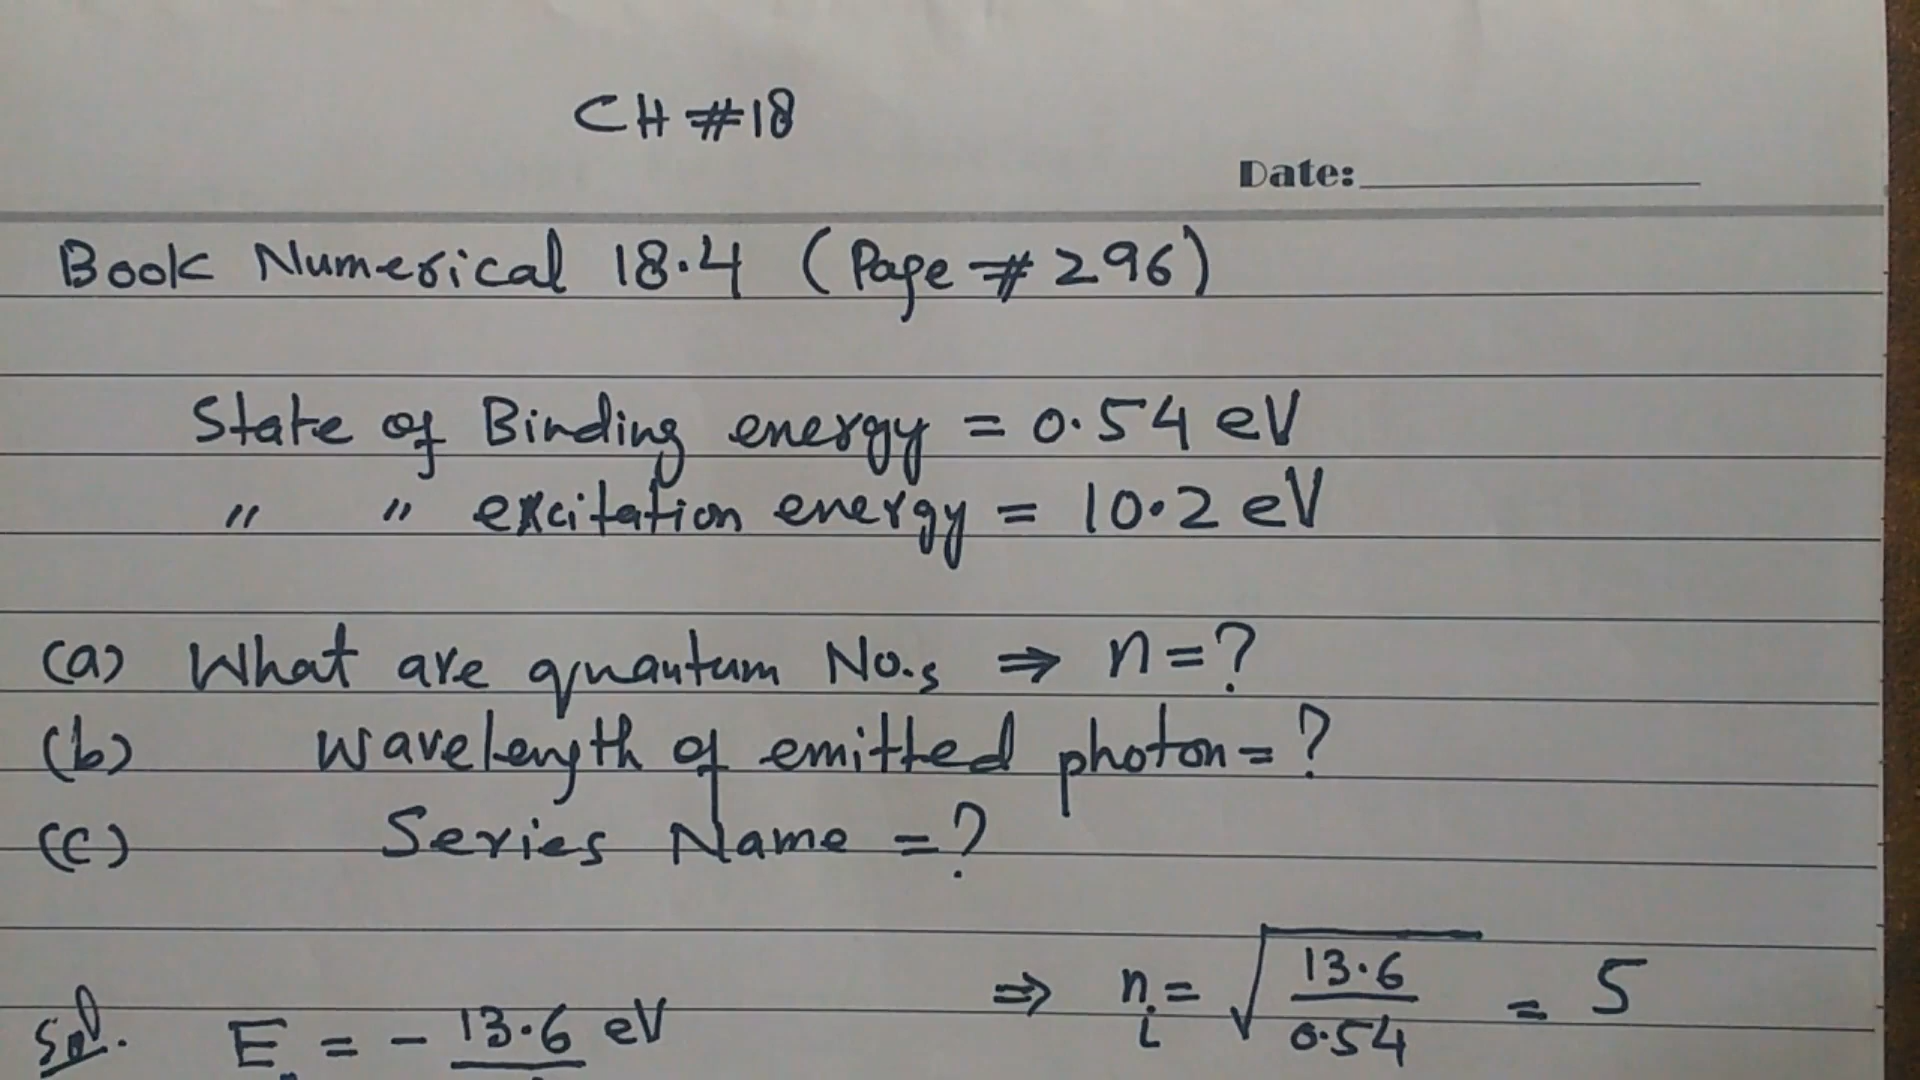 CH #18
Date:
Book Numerical 18.4 (Page # 296)
State of Binding energy = 0.54 eV
" " excitation energy = 10.2 eV
(a) What are quantum No.s ⇒ n=?
(b) wavelength of emitted photon=?
(c) Series Name =?
⇒ nᵢ = √(13.6/0.54) = 5
Sol. E = - 13.6 eV